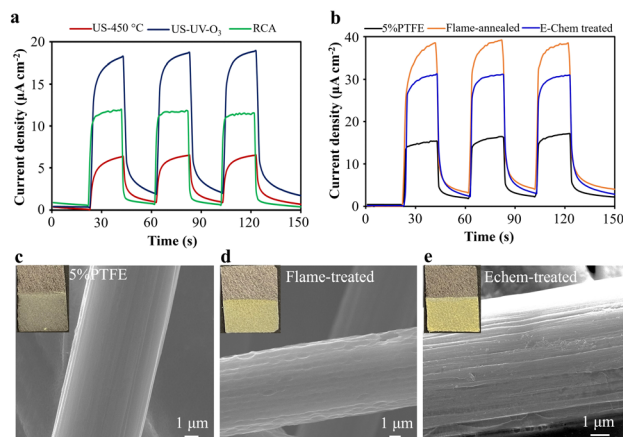 a
US-450 °C US-UV-O₃ RCA
Current density (μA cm⁻²)
20
15
10
5
0
0 30 60 90 120 150
Time (s)
b
5%PTFE Flame-annealed E-Chem treated
Current density (μA cm⁻²)
40
30
20
10
0
0 30 60 90 120 150
Time (s)
c
5%PTFE
1 μm
d
Flame-treated
1 μm
e
Echem-treated
1 μm